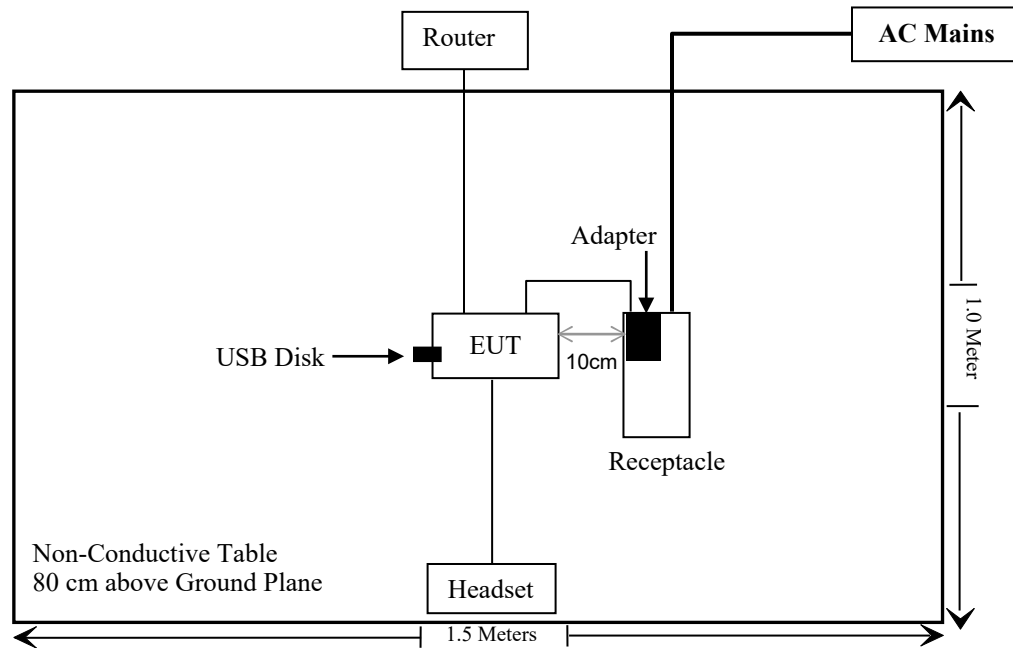 Router
AC Mains
Adapter
EUT
USB Disk
10cm
1.0 Meter
Receptacle
Non-Conductive Table
80 cm above Ground Plane
Headset
1.5 Meters